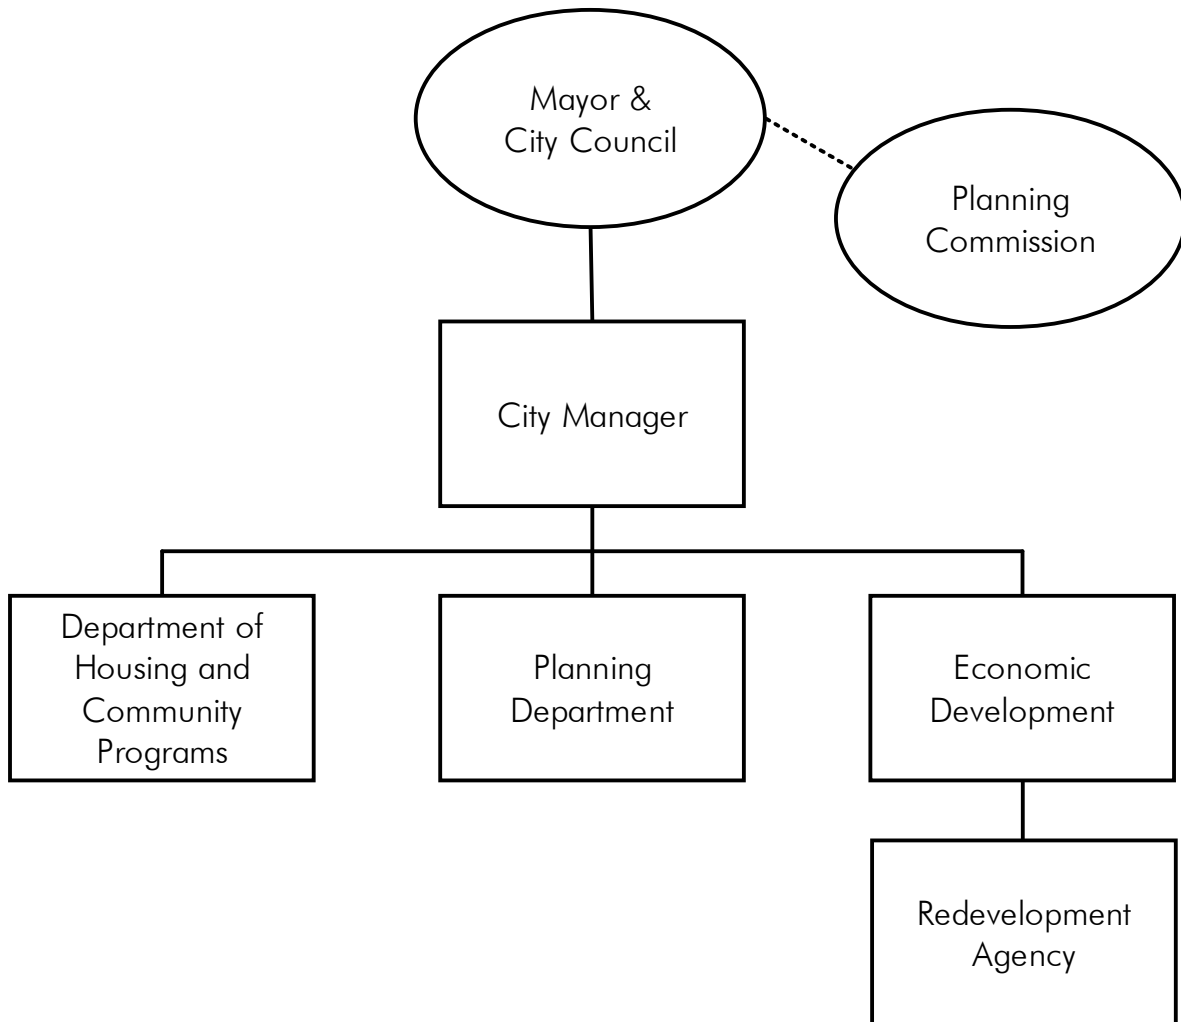 Mayor &
City Council
Planning
Commission
City Manager
Department of
Housing and
Community
Programs
Planning
Department
Economic
Development
Redevelopment
Agency